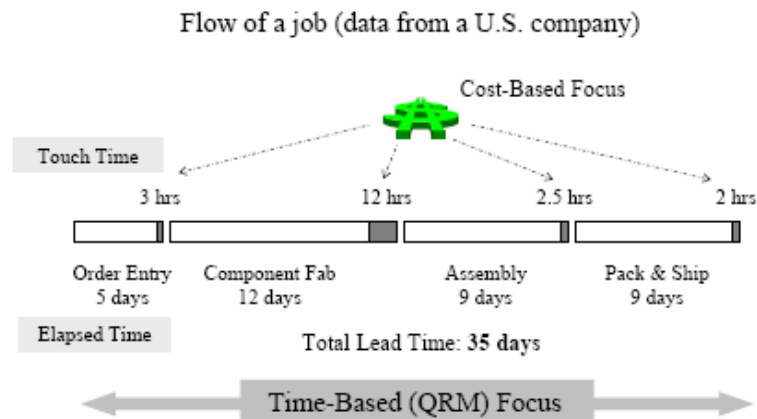 Flow of a job (data from a U.S. company)
Cost-Based Focus
Touch Time
3 hrs
12 hrs
2.5 hrs
2 hrs
Order Entry
5 days
Component Fab
12 days
Assembly
9 days
Pack & Ship
9 days
Elapsed Time
Total Lead Time: 35 days
Time-Based (QRM) Focus